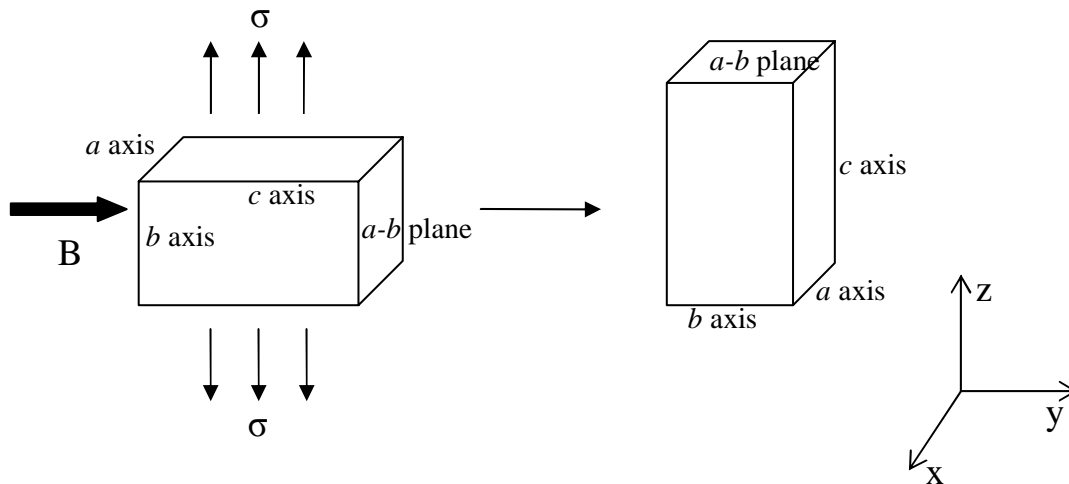 σ
a axis
c axis
b axis
a-b plane
B
σ
a-b plane
c axis
a axis
b axis
z
y
x